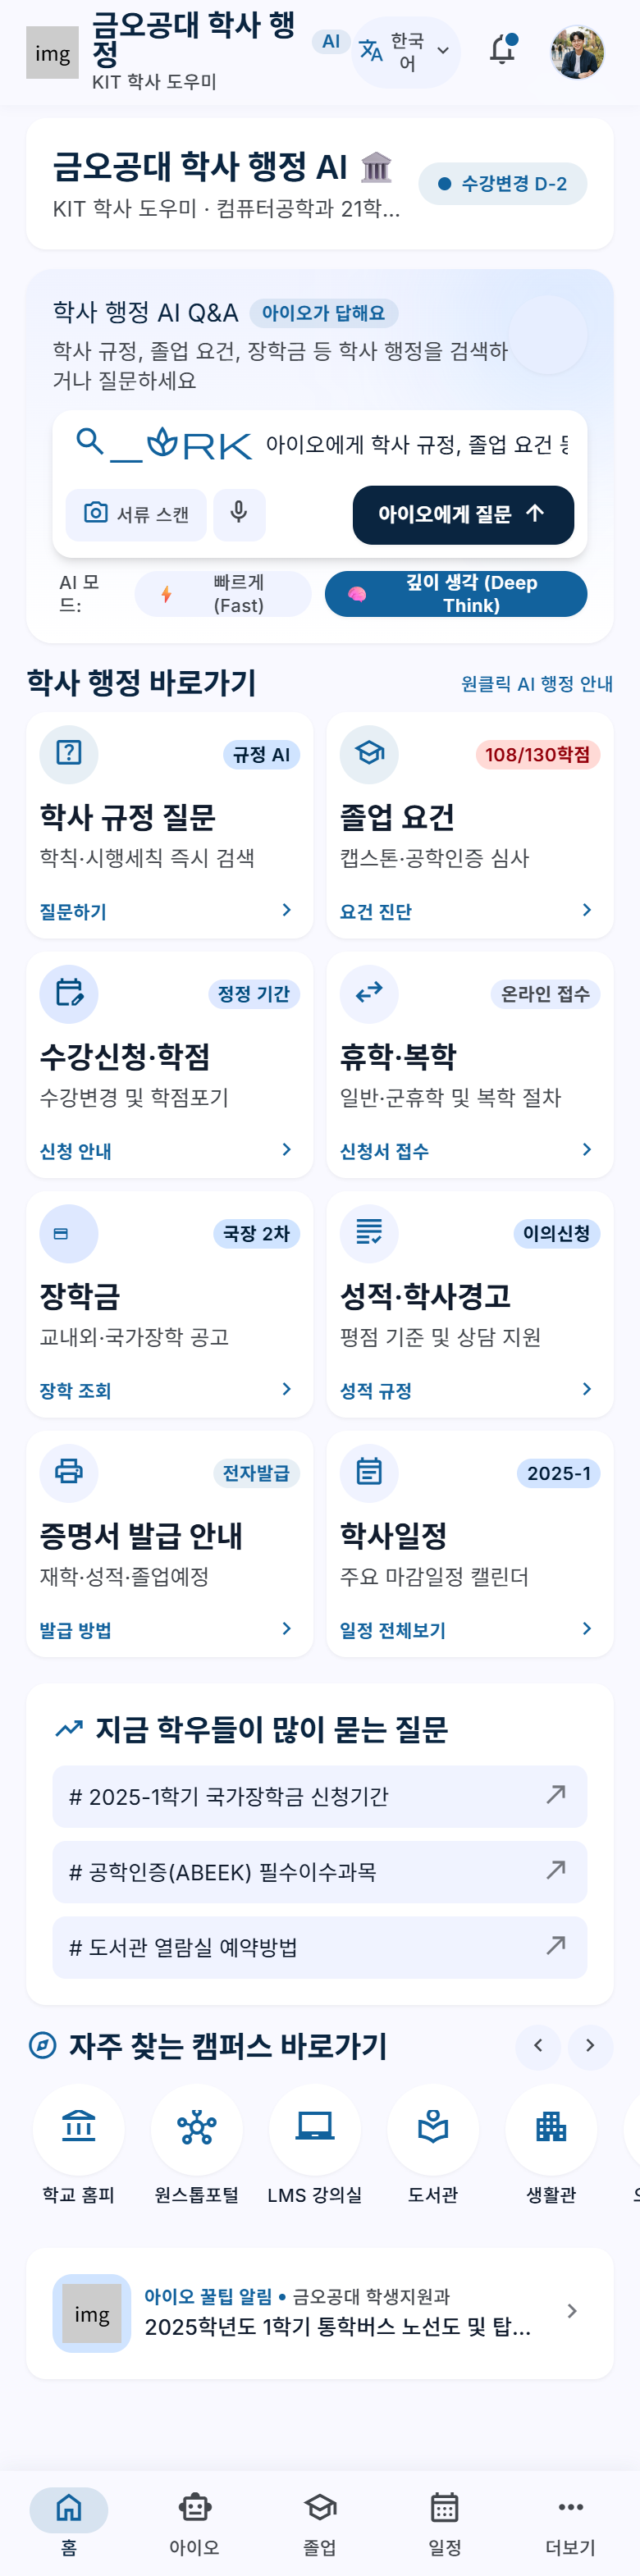 img
금오공대 학사 행
정
AI
KIT 학사 도우미
한국
어
금오공대 학사 행정 AI 🏛️
KIT 학사 도우미 · 컴퓨터공학과 21학...
수강변경 D-2
학사 행정 AI Q&A
아이오가 답해요
학사 규정, 졸업 요건, 장학금 등 학사 행정을 검색하
거나 질문하세요
_RK
아이오에게 학사 규정, 졸업 요건
서류 스캔
아이오에게 질문
AI 모
드:
빠르게
(Fast)
깊이 생각 (Deep
Think)
학사 행정 바로가기
원클릭 AI 행정 안내
규정 AI
학사 규정 질문
학칙·시행세칙 즉시 검색
질문하기
108/130학점
졸업 요건
캡스톤·공학인증 심사
요건 진단
정정 기간
수강신청·학점
수강변경 및 학점포기
신청 안내
온라인 접수
휴학·복학
일반·군휴학 및 복학 절차
신청서 접수
국장 2차
장학금
교내외·국가장학 공고
장학 조회
이의신청
성적·학사경고
평점 기준 및 상담 지원
성적 규정
전자발급
증명서 발급 안내
재학·성적·졸업예정
발급 방법
2025-1
학사일정
주요 마감일정 캘린더
일정 전체보기
지금 학우들이 많이 묻는 질문
# 2025-1학기 국가장학금 신청기간
# 공학인증(ABEEK) 필수이수과목
# 도서관 열람실 예약방법
자주 찾는 캠퍼스 바로가기
학교 홈피
원스톱포털
LMS 강의실
도서관
생활관
img
아이오 꿀팁 알림 • 금오공대 학생지원과
2025학년도 1학기 통학버스 노선도 및 탑...
홈
아이오
졸업
일정
더보기